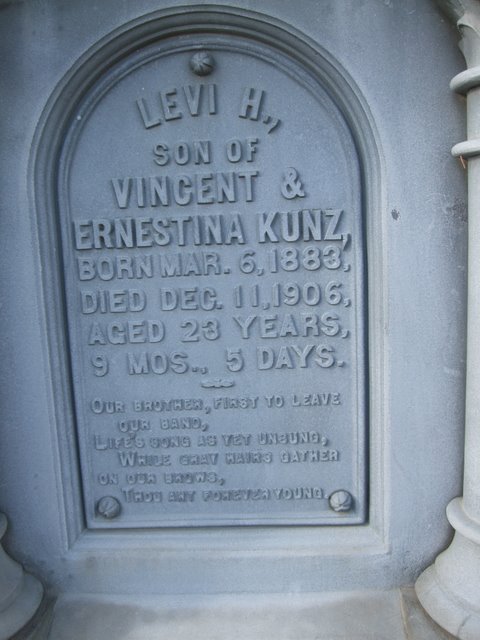 LEVI H.,
SON OF
VINCENT &
ERNESTINA KUNZ,
BORN MAR. 6, 1883,
DIED DEC. 11, 1906,
AGED 23 YEARS,
9 MOS., 5 DAYS.
OUR BROTHER, FIRST TO LEAVE
OUR BAND,
LIFE'S SONG AS YET UNSUNG,
WHILE GRAY HAIRS GATHER
ON OUR BROWS,
THOU ART FOREVER YOUNG.